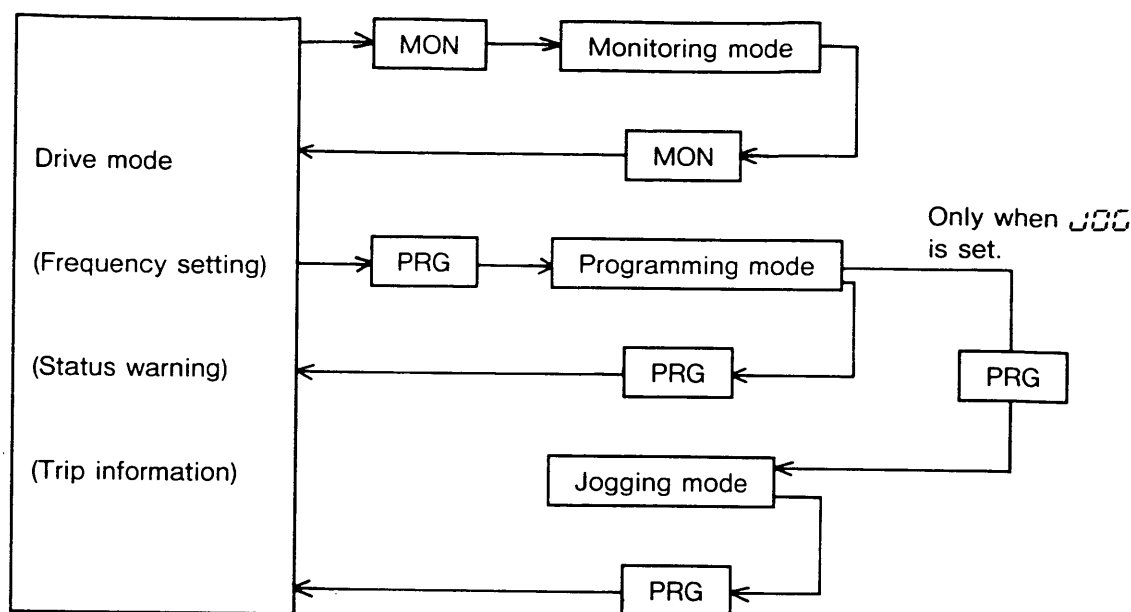 MON
Monitoring mode
Drive mode
MON
Only when JOG
is set.
(Frequency setting)
PRG
Programming mode
(Status warning)
PRG
PRG
(Trip information)
Jogging mode
PRG